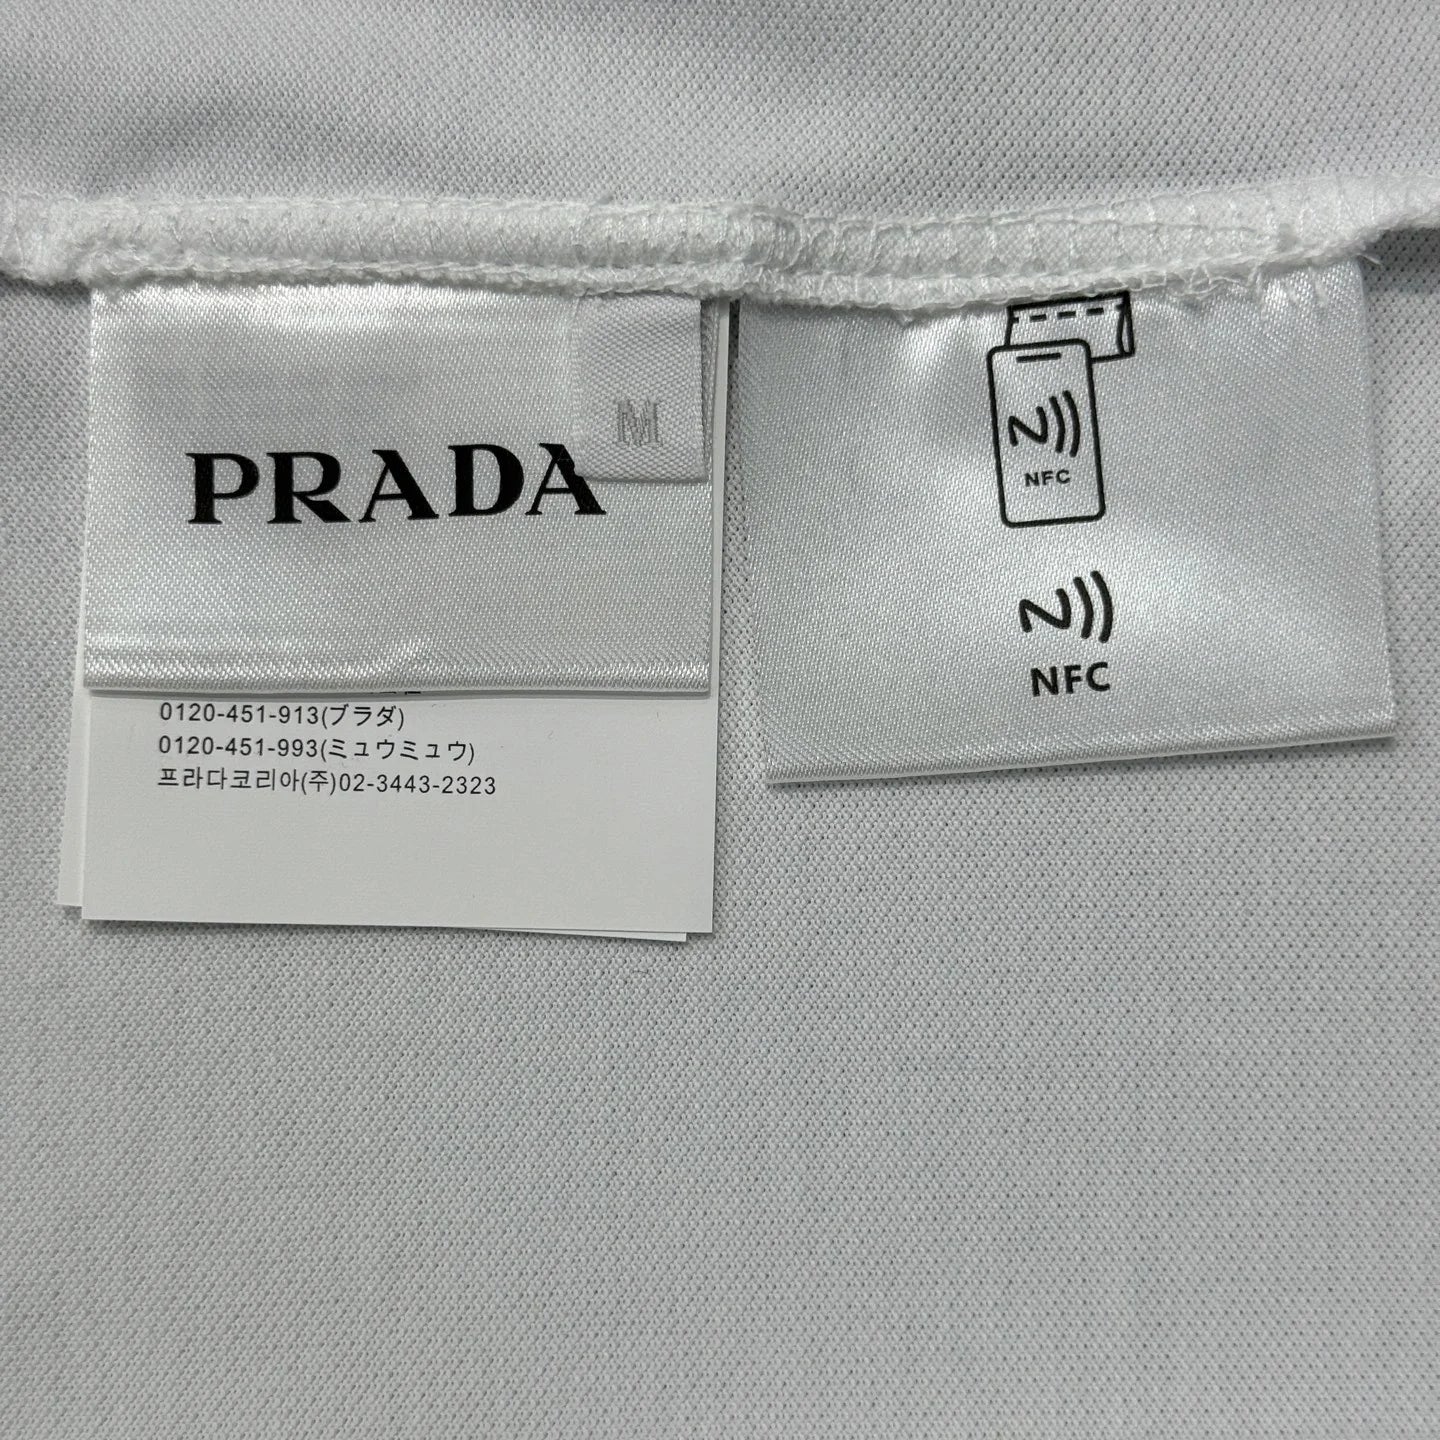 M
PRADA
0120-451-913(プラダ)
0120-451-993(ミュウミュウ)
프라다코리아(주)02-3443-2323
NFC
NFC